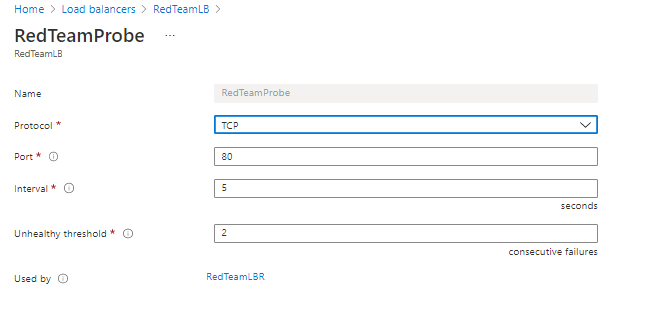 Home > Load balancers > RedTeamLB >
RedTeamProbe ...
RedTeamLB
Name RedTeamProbe
Protocol * TCP
Port * 80
Interval * 5
seconds
Unhealthy threshold * 2
consecutive failures
Used by RedTeamLBR